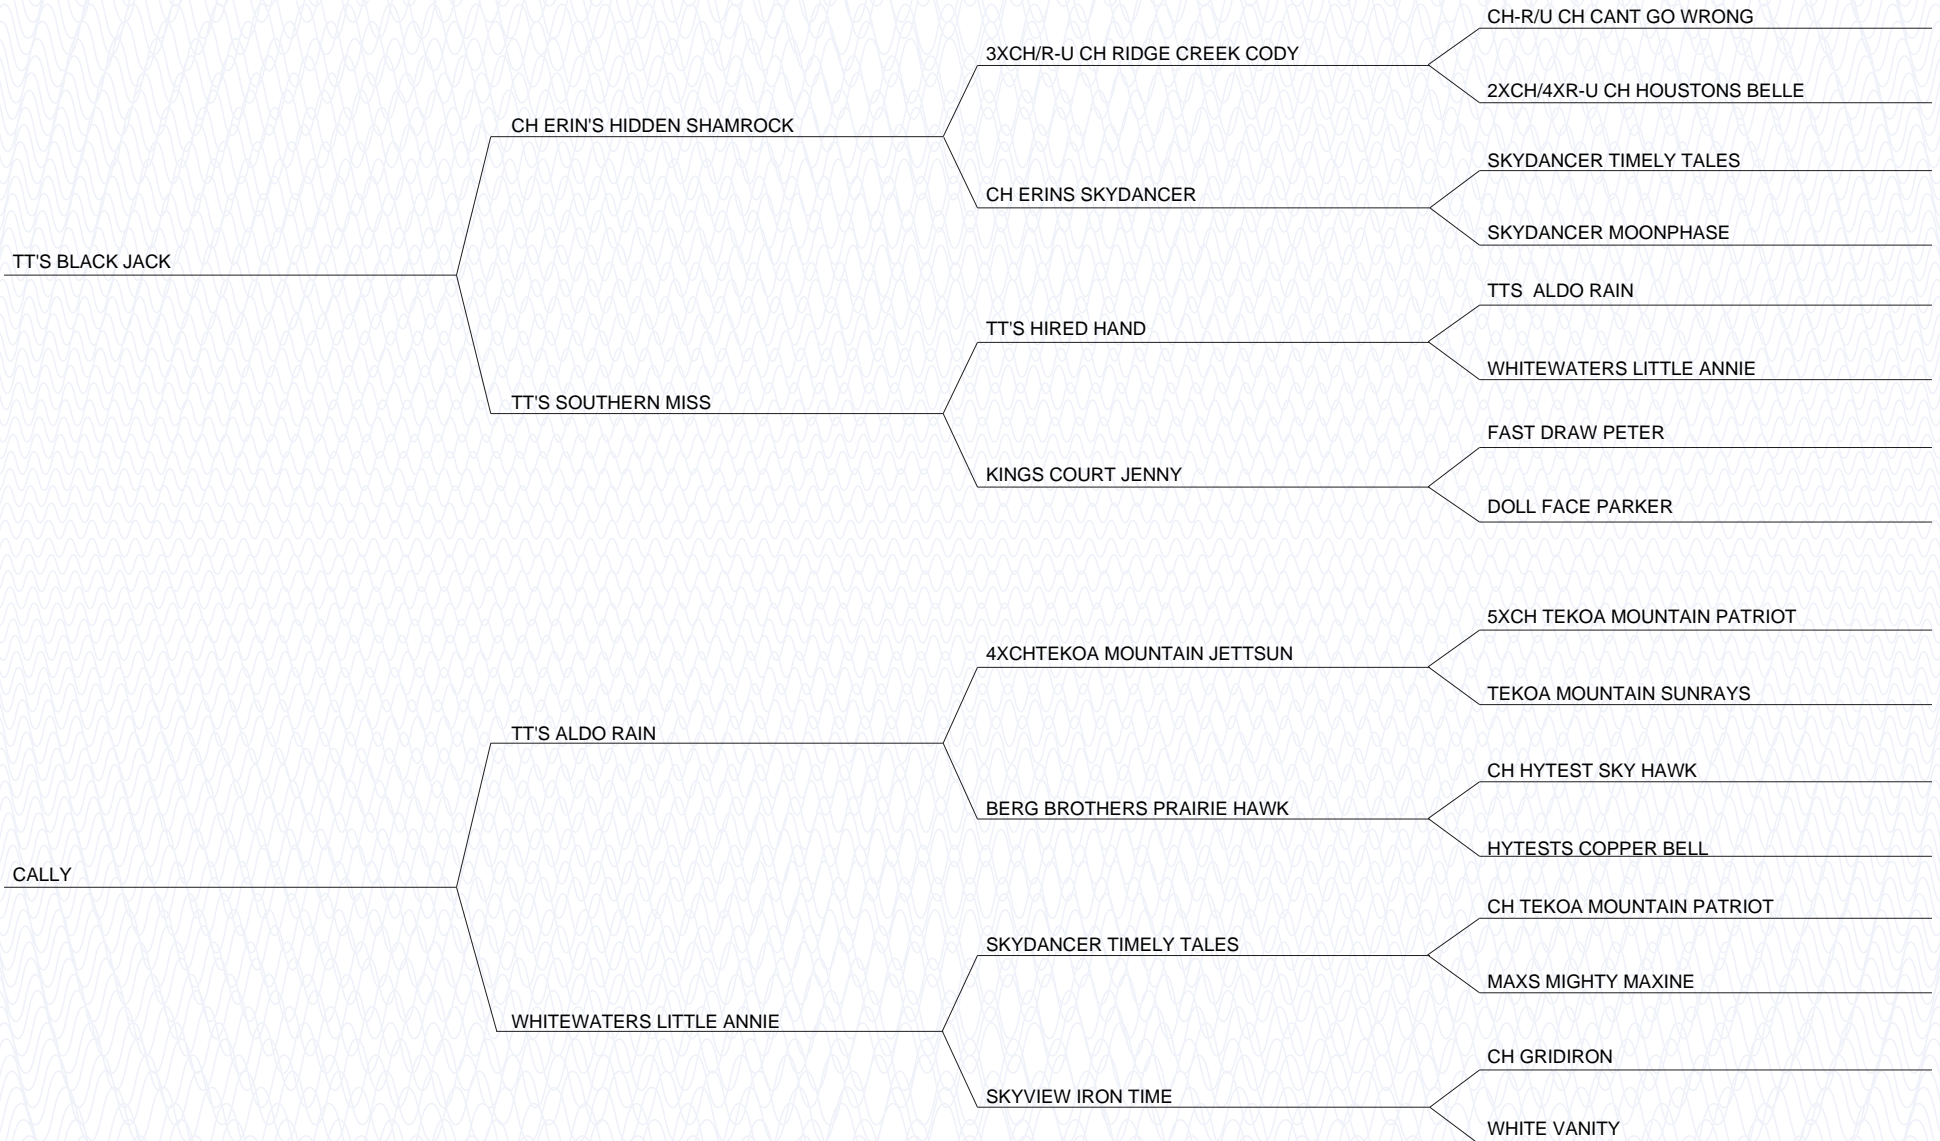 CH-R/U CH CANT GO WRONG
3XCH/R-U CH RIDGE CREEK CODY
2XCH/4XR-U CH HOUSTONS BELLE
CH ERIN'S HIDDEN SHAMROCK
SKYDANCER TIMELY TALES
CH ERINS SKYDANCER
SKYDANCER MOONPHASE
TT'S BLACK JACK
TTS  ALDO RAIN
TT'S HIRED HAND
WHITEWATERS LITTLE ANNIE
TT'S SOUTHERN MISS
FAST DRAW PETER
KINGS COURT JENNY
DOLL FACE PARKER
5XCH TEKOA MOUNTAIN PATRIOT
4XCHTEKOA MOUNTAIN JETTSUN
TEKOA MOUNTAIN SUNRAYS
TT'S ALDO RAIN
CH HYTEST SKY HAWK
BERG BROTHERS PRAIRIE HAWK
HYTESTS COPPER BELL
CALLY
CH TEKOA MOUNTAIN PATRIOT
SKYDANCER TIMELY TALES
MAXS MIGHTY MAXINE
WHITEWATERS LITTLE ANNIE
CH GRIDIRON
SKYVIEW IRON TIME
WHITE VANITY